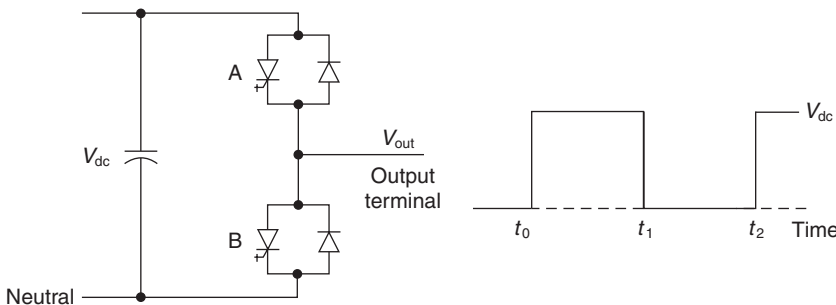 A
V_dc
V_out
Output
terminal
B
Neutral
V_dc
t_0
t_1
t_2
Time